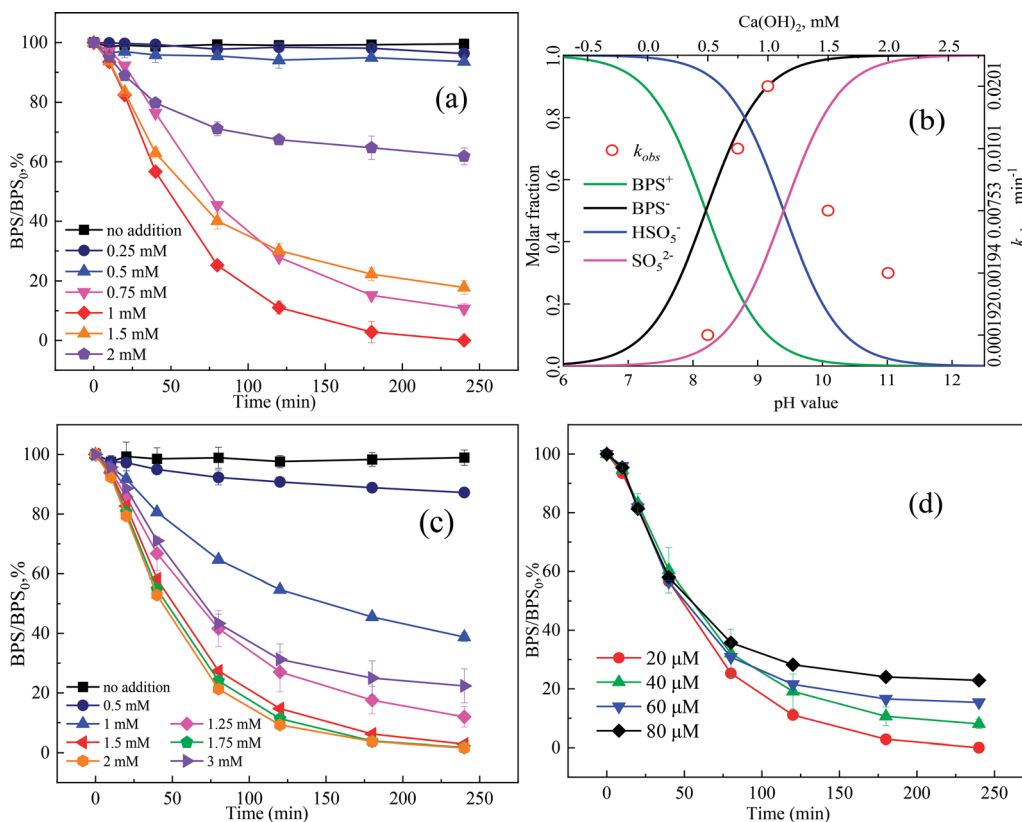 (a)
BPS/BPS0,%
100
80
60
40
20
0
no addition
0.25 mM
0.5 mM
0.75 mM
1 mM
1.5 mM
2 mM
0 50 100 150 200 250
Time (min)
Ca(OH)2, mM
-0.5 0.0 0.5 1.0 1.5 2.0 2.5
(b)
Molar fraction
1.0
0.8
0.6
0.4
0.2
0.0
kobs
BPS+
BPS-
HSO5-
SO52-
0.0201
0.0101
0.00753
0.00194
0.000192
min-1
6 7 8 9 10 11 12
pH value
(c)
BPS/BPS0,%
100
80
60
40
20
0
no addition
0.5 mM
1 mM 1.25 mM
1.5 mM 1.75 mM
2 mM 3 mM
0 50 100 150 200 250
Time (min)
(d)
BPS/BPS0,%
100
80
60
40
20
0
20 μM
40 μM
60 μM
80 μM
0 50 100 150 200 250
Time (min)